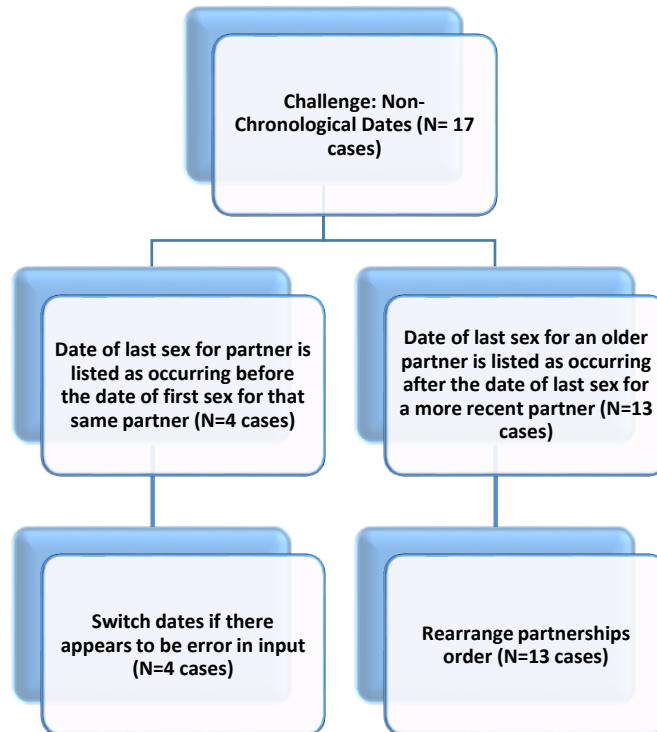 Challenge: Non-
Chronological Dates (N= 17
cases)
Date of last sex for partner is
listed as occurring before
the date of first sex for that
same partner (N=4 cases)
Date of last sex for an older
partner is listed as occurring
after the date of last sex for
a more recent partner (N=13
cases)
Switch dates if there
appears to be error in input
(N=4 cases)
Rearrange partnerships
order (N=13 cases)